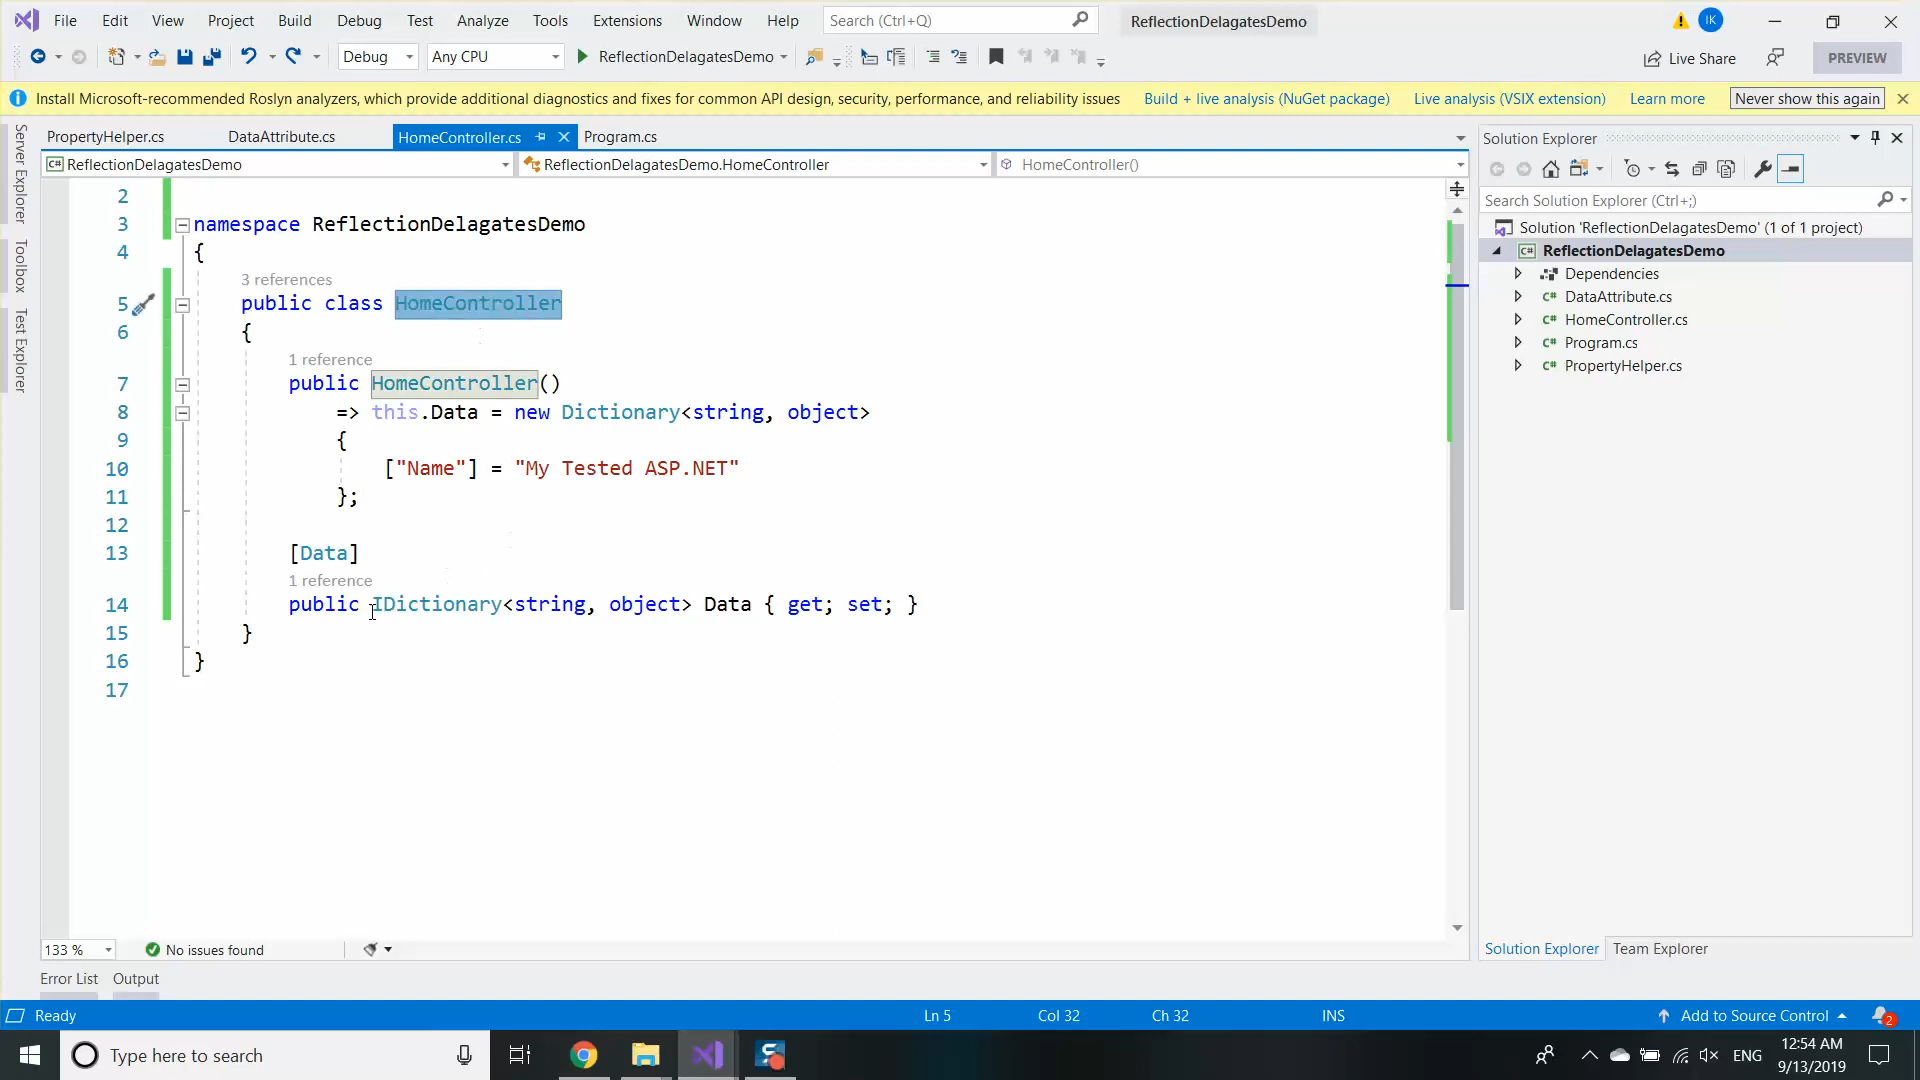 File Edit View Project Build Debug Test Analyze Tools Extensions Window Help Search (Ctrl+Q) ReflectionDelagatesDemo IK
Debug Any CPU ReflectionDelagatesDemo Live Share PREVIEW
Install Microsoft-recommended Roslyn analyzers, which provide additional diagnostics and fixes for common API design, security, performance, and reliability issues Build + live analysis (NuGet package) Live analysis (VSIX extension) Learn more Never show this again
Server Explorer
Toolbox
Test Explorer
PropertyHelper.cs DataAttribute.cs HomeController.cs Program.cs
C# ReflectionDelagatesDemo ReflectionDelagatesDemo.HomeController HomeController()
2
3 namespace ReflectionDelagatesDemo
4 {
3 references
5 public class HomeController
6 {
1 reference
7 public HomeController()
8 => this.Data = new Dictionary<string, object>
9 {
10 ["Name"] = "My Tested ASP.NET"
11 };
12
13 [Data]
1 reference
14 public IDictionary<string, object> Data { get; set; }
15 }
16 }
17
133 % No issues found
Error List Output
Solution Explorer
Search Solution Explorer (Ctrl+;)
Solution 'ReflectionDelagatesDemo' (1 of 1 project)
C# ReflectionDelagatesDemo
Dependencies
C# DataAttribute.cs
C# HomeController.cs
C# Program.cs
C# PropertyHelper.cs
Solution Explorer Team Explorer
Ready Ln 5 Col 32 Ch 32 INS Add to Source Control 2
Type here to search ENG 12:54 AM
9/13/2019